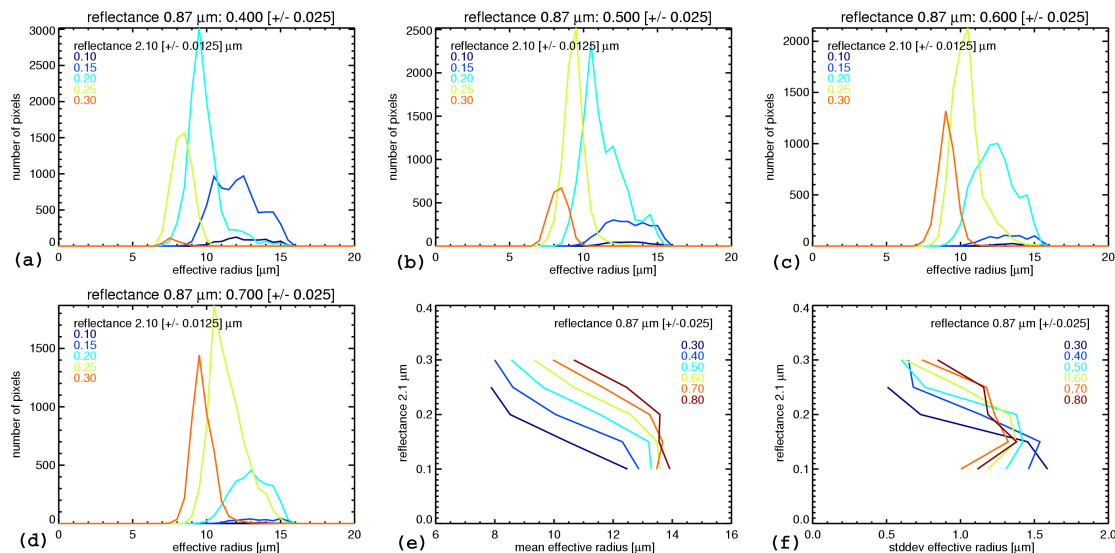 reflectance 0.87 μm: 0.400 [+/- 0.025]
reflectance 2.10 [+/- 0.0125] μm
0.10
0.15
0.20
0.25
0.30
number of pixels
3000
2500
2000
1500
1000
500
0
0 5 10 15 20
effective radius [μm]
(a)
reflectance 0.87 μm: 0.500 [+/- 0.025]
reflectance 2.10 [+/- 0.0125] μm
0.10
0.15
0.20
0.25
0.30
number of pixels
2500
2000
1500
1000
500
0
0 5 10 15 20
effective radius [μm]
(b)
reflectance 0.87 μm: 0.600 [+/- 0.025]
reflectance 2.10 [+/- 0.0125] μm
0.10
0.15
0.20
0.25
0.30
number of pixels
2000
1500
1000
500
0
0 5 10 15 20
effective radius [μm]
(c)
reflectance 0.87 μm: 0.700 [+/- 0.025]
reflectance 2.10 [+/- 0.0125] μm
0.10
0.15
0.20
0.25
0.30
number of pixels
1500
1000
500
0
0 5 10 15 20
effective radius [μm]
(d)
reflectance 0.87 μm [+/-0.025]
0.30
0.40
0.50
0.60
0.70
0.80
reflectance 2.1 μm
0.4
0.3
0.2
0.1
0.0
6 8 10 12 14 16
mean effective radius [μm]
(e)
reflectance 0.87 μm [+/-0.025]
0.30
0.40
0.50
0.60
0.70
0.80
reflectance 2.1 μm
0.4
0.3
0.2
0.1
0.0
0.0 0.5 1.0 1.5 2.0
stddev effective radius [μm]
(f)